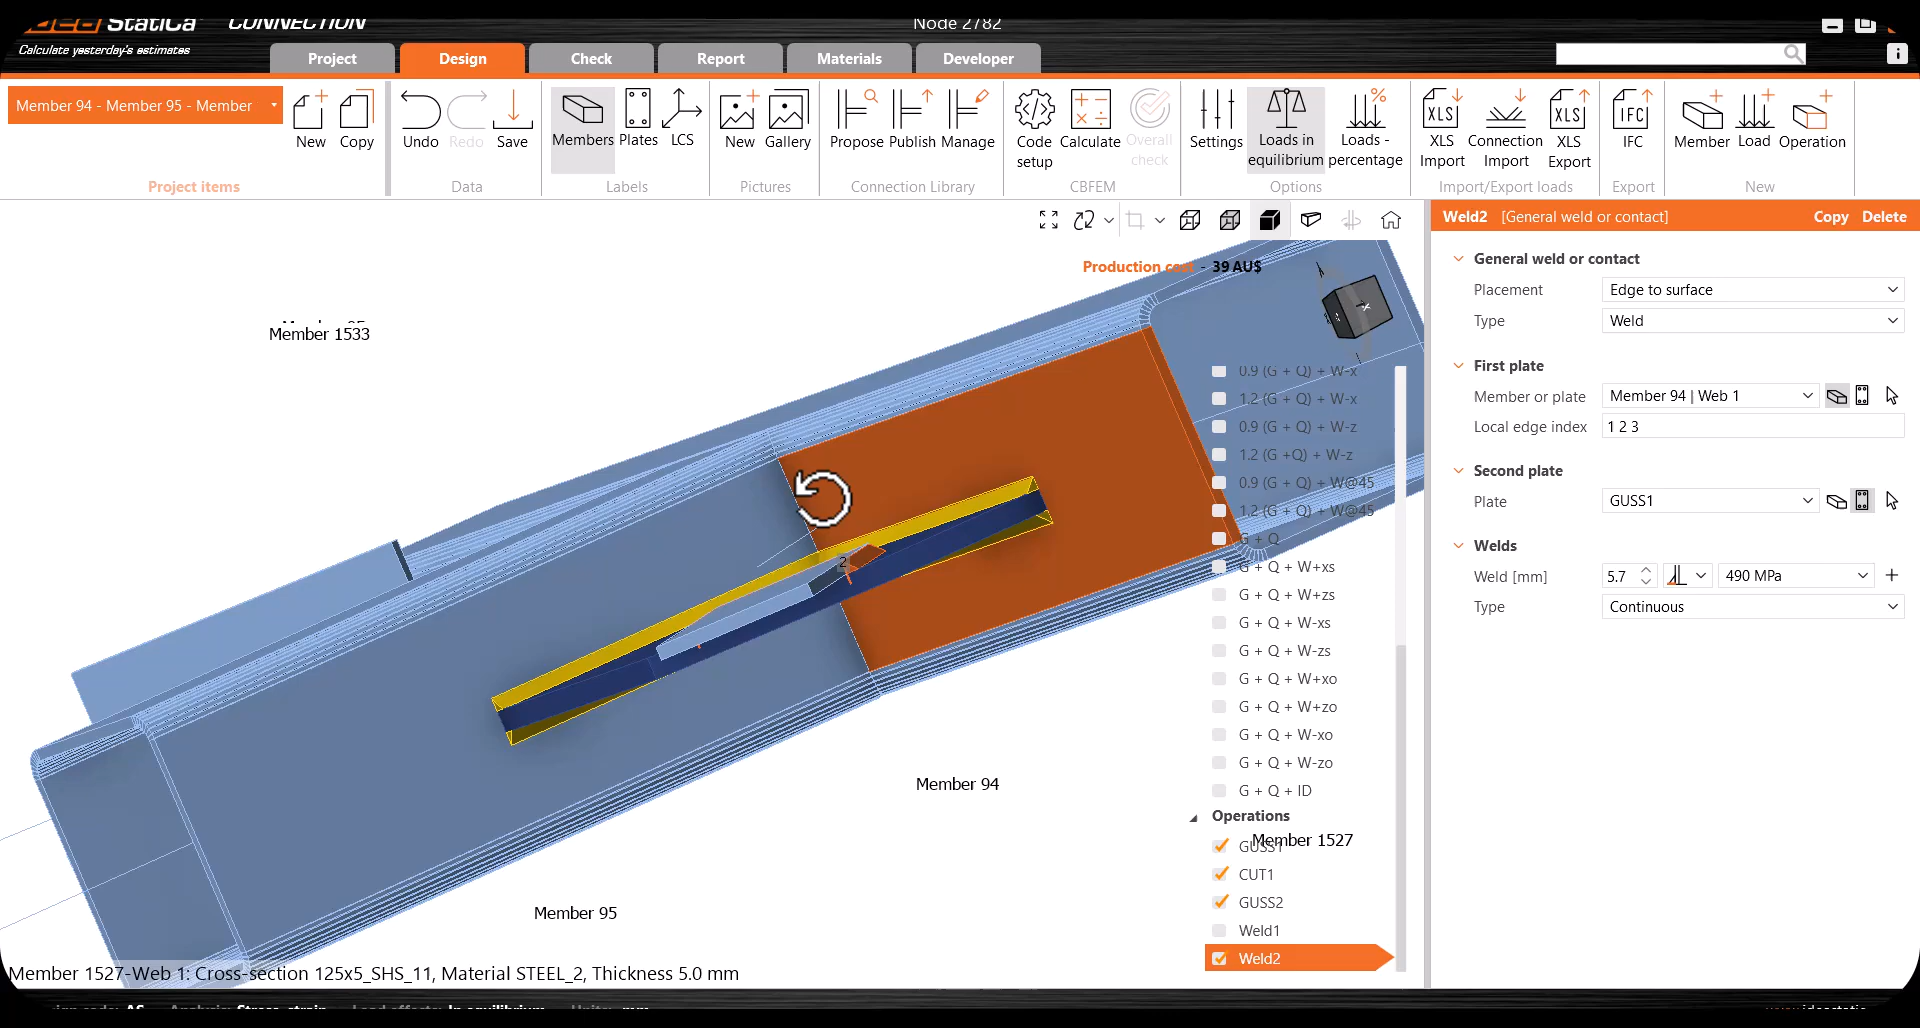 StatiCa CONNECTION
Node 2782
Calculate yesterday's estimates
Project
Design
Check
Report
Materials
Developer
Member 94 - Member 95 - Member
New
Copy
Undo
Redo
Save
Members
Plates
LCS
New
Gallery
Propose
Publish
Manage
Code setup
Calculate
Overall check
Settings
Loads in equilibrium
Loads - percentage
XLS Import
Connection Import
XLS Export
IFC
Member
Load
Operation
Project items
Data
Labels
Pictures
Connection Library
CBFEM
Options
Import/Export loads
Export
New
Production cost - 39 AU$
Member 1533
0.9 (G + Q) + W-x
1.2 (G + Q) + W-x
0.9 (G + Q) + W-z
1.2 (G +Q) + W-z
0.9 (G + Q) + W@45
1.2 (G + Q) + W@45
G + Q
G + Q + W+xs
G + Q + W+zs
G + Q + W-xs
G + Q + W-zs
G + Q + W+xo
G + Q + W+zo
G + Q + W-xo
G + Q + W-zo
G + Q + ID
2
Member 94
Member 95
Operations
Member 1527
GUSS1
CUT1
GUSS2
Weld1
Weld2
Member 1527-Web 1: Cross-section 125x5_SHS_11, Material STEEL_2, Thickness 5.0 mm
Weld2 [General weld or contact] Copy Delete
General weld or contact
Placement Edge to surface
Type Weld
First plate
Member or plate Member 94 | Web 1
Local edge index 1 2 3
Second plate
Plate GUSS1
Welds
Weld [mm] 5.7 490 MPa
Type Continuous